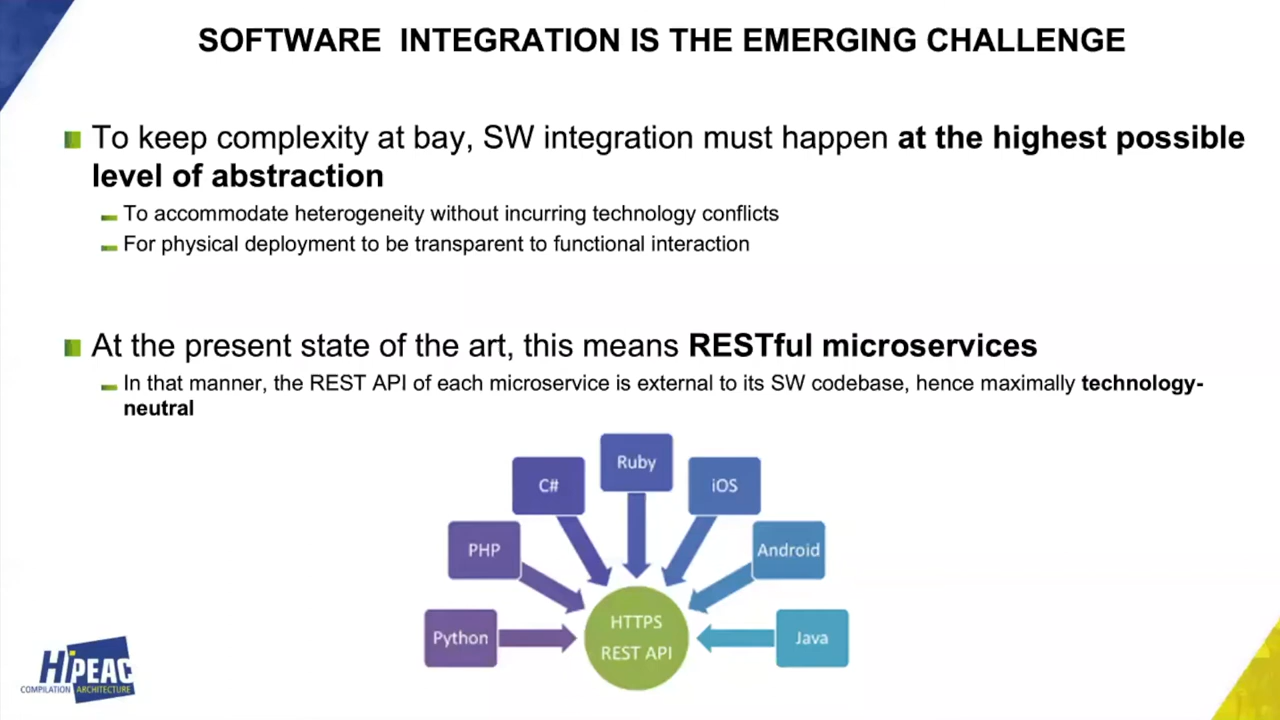 SOFTWARE INTEGRATION IS THE EMERGING CHALLENGE
To keep complexity at bay, SW integration must happen at the highest possible
level of abstraction
To accommodate heterogeneity without incurring technology conflicts
For physical deployment to be transparent to functional interaction
At the present state of the art, this means RESTful microservices
In that manner, the REST API of each microservice is external to its SW codebase, hence maximally technology-
neutral
Ruby
C#
iOS
PHP
Android
Python
HTTPS
REST API
Java
HiPEAC
COMPILATION ARCHITECTURE